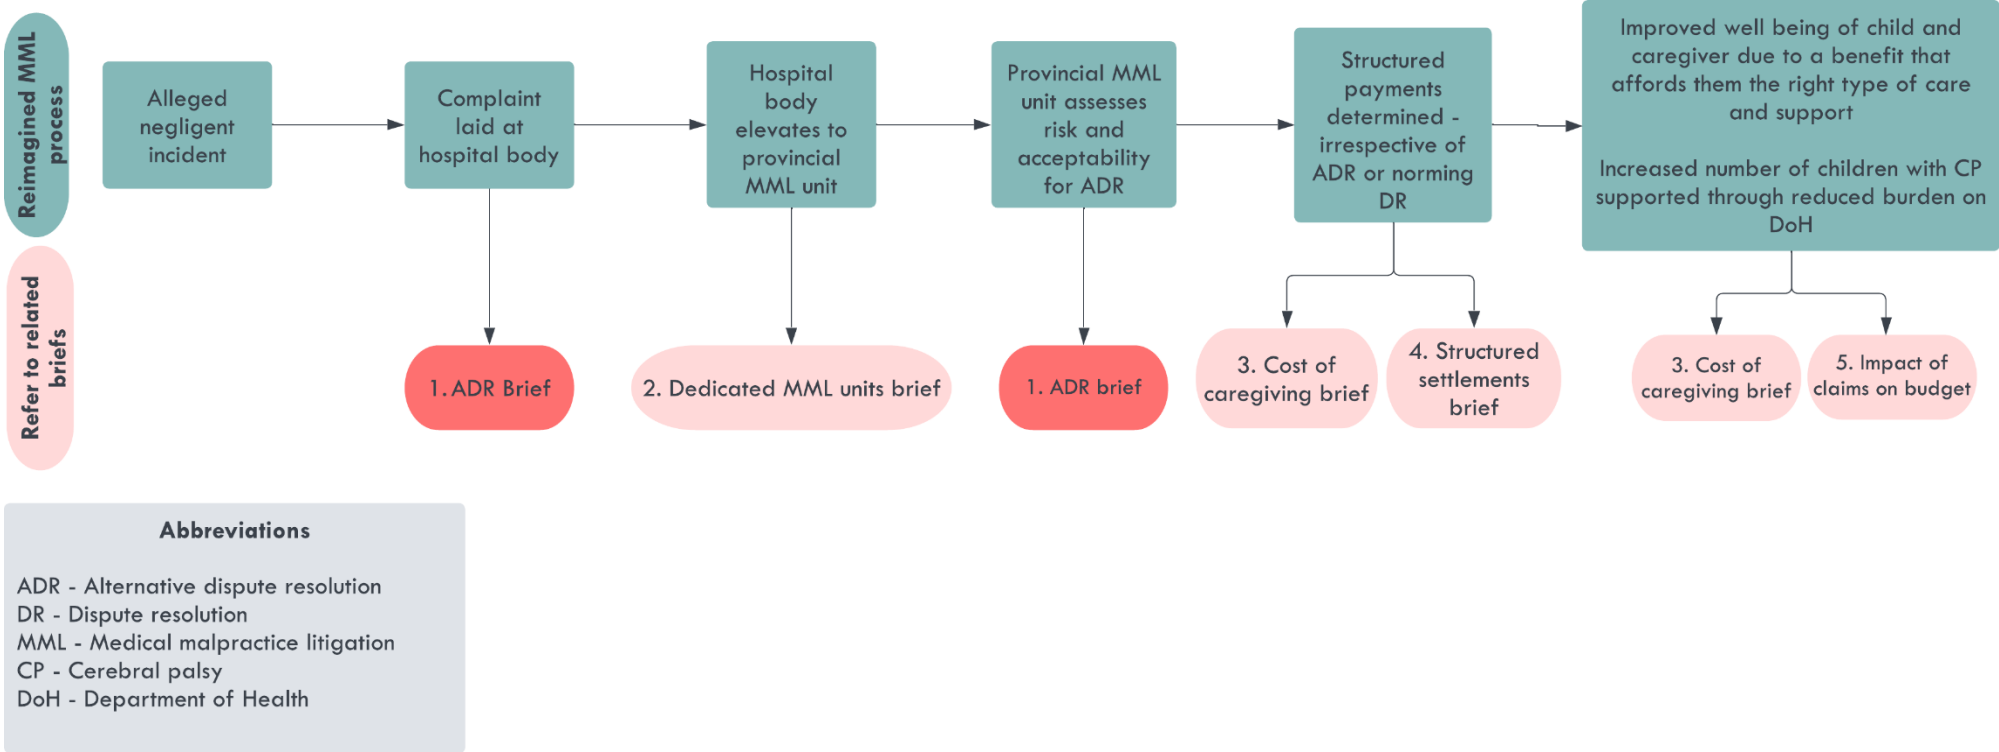 Reimagined MML
process
Alleged
negligent
incident
Complaint
laid at
hospital body
Hospital
body
elevates to
provincial
MML unit
Provincial MML
unit assesses
risk and
acceptability
for ADR
Structured
payments
determined -
irrespective of
ADR or norming
DR
Improved well being of child and
caregiver due to a benefit that
affords them the right type of care
and support
Increased number of children with CP
supported through reduced burden on
DoH
Refer to related
briefs
1. ADR Brief
2. Dedicated MML units brief
1. ADR brief
3. Cost of
caregiving brief
4. Structured
settlements
brief
3. Cost of
caregiving brief
5. Impact of
claims on budget
Abbreviations
ADR - Alternative dispute resolution
DR - Dispute resolution
MML - Medical malpractice litigation
CP - Cerebral palsy
DoH - Department of Health